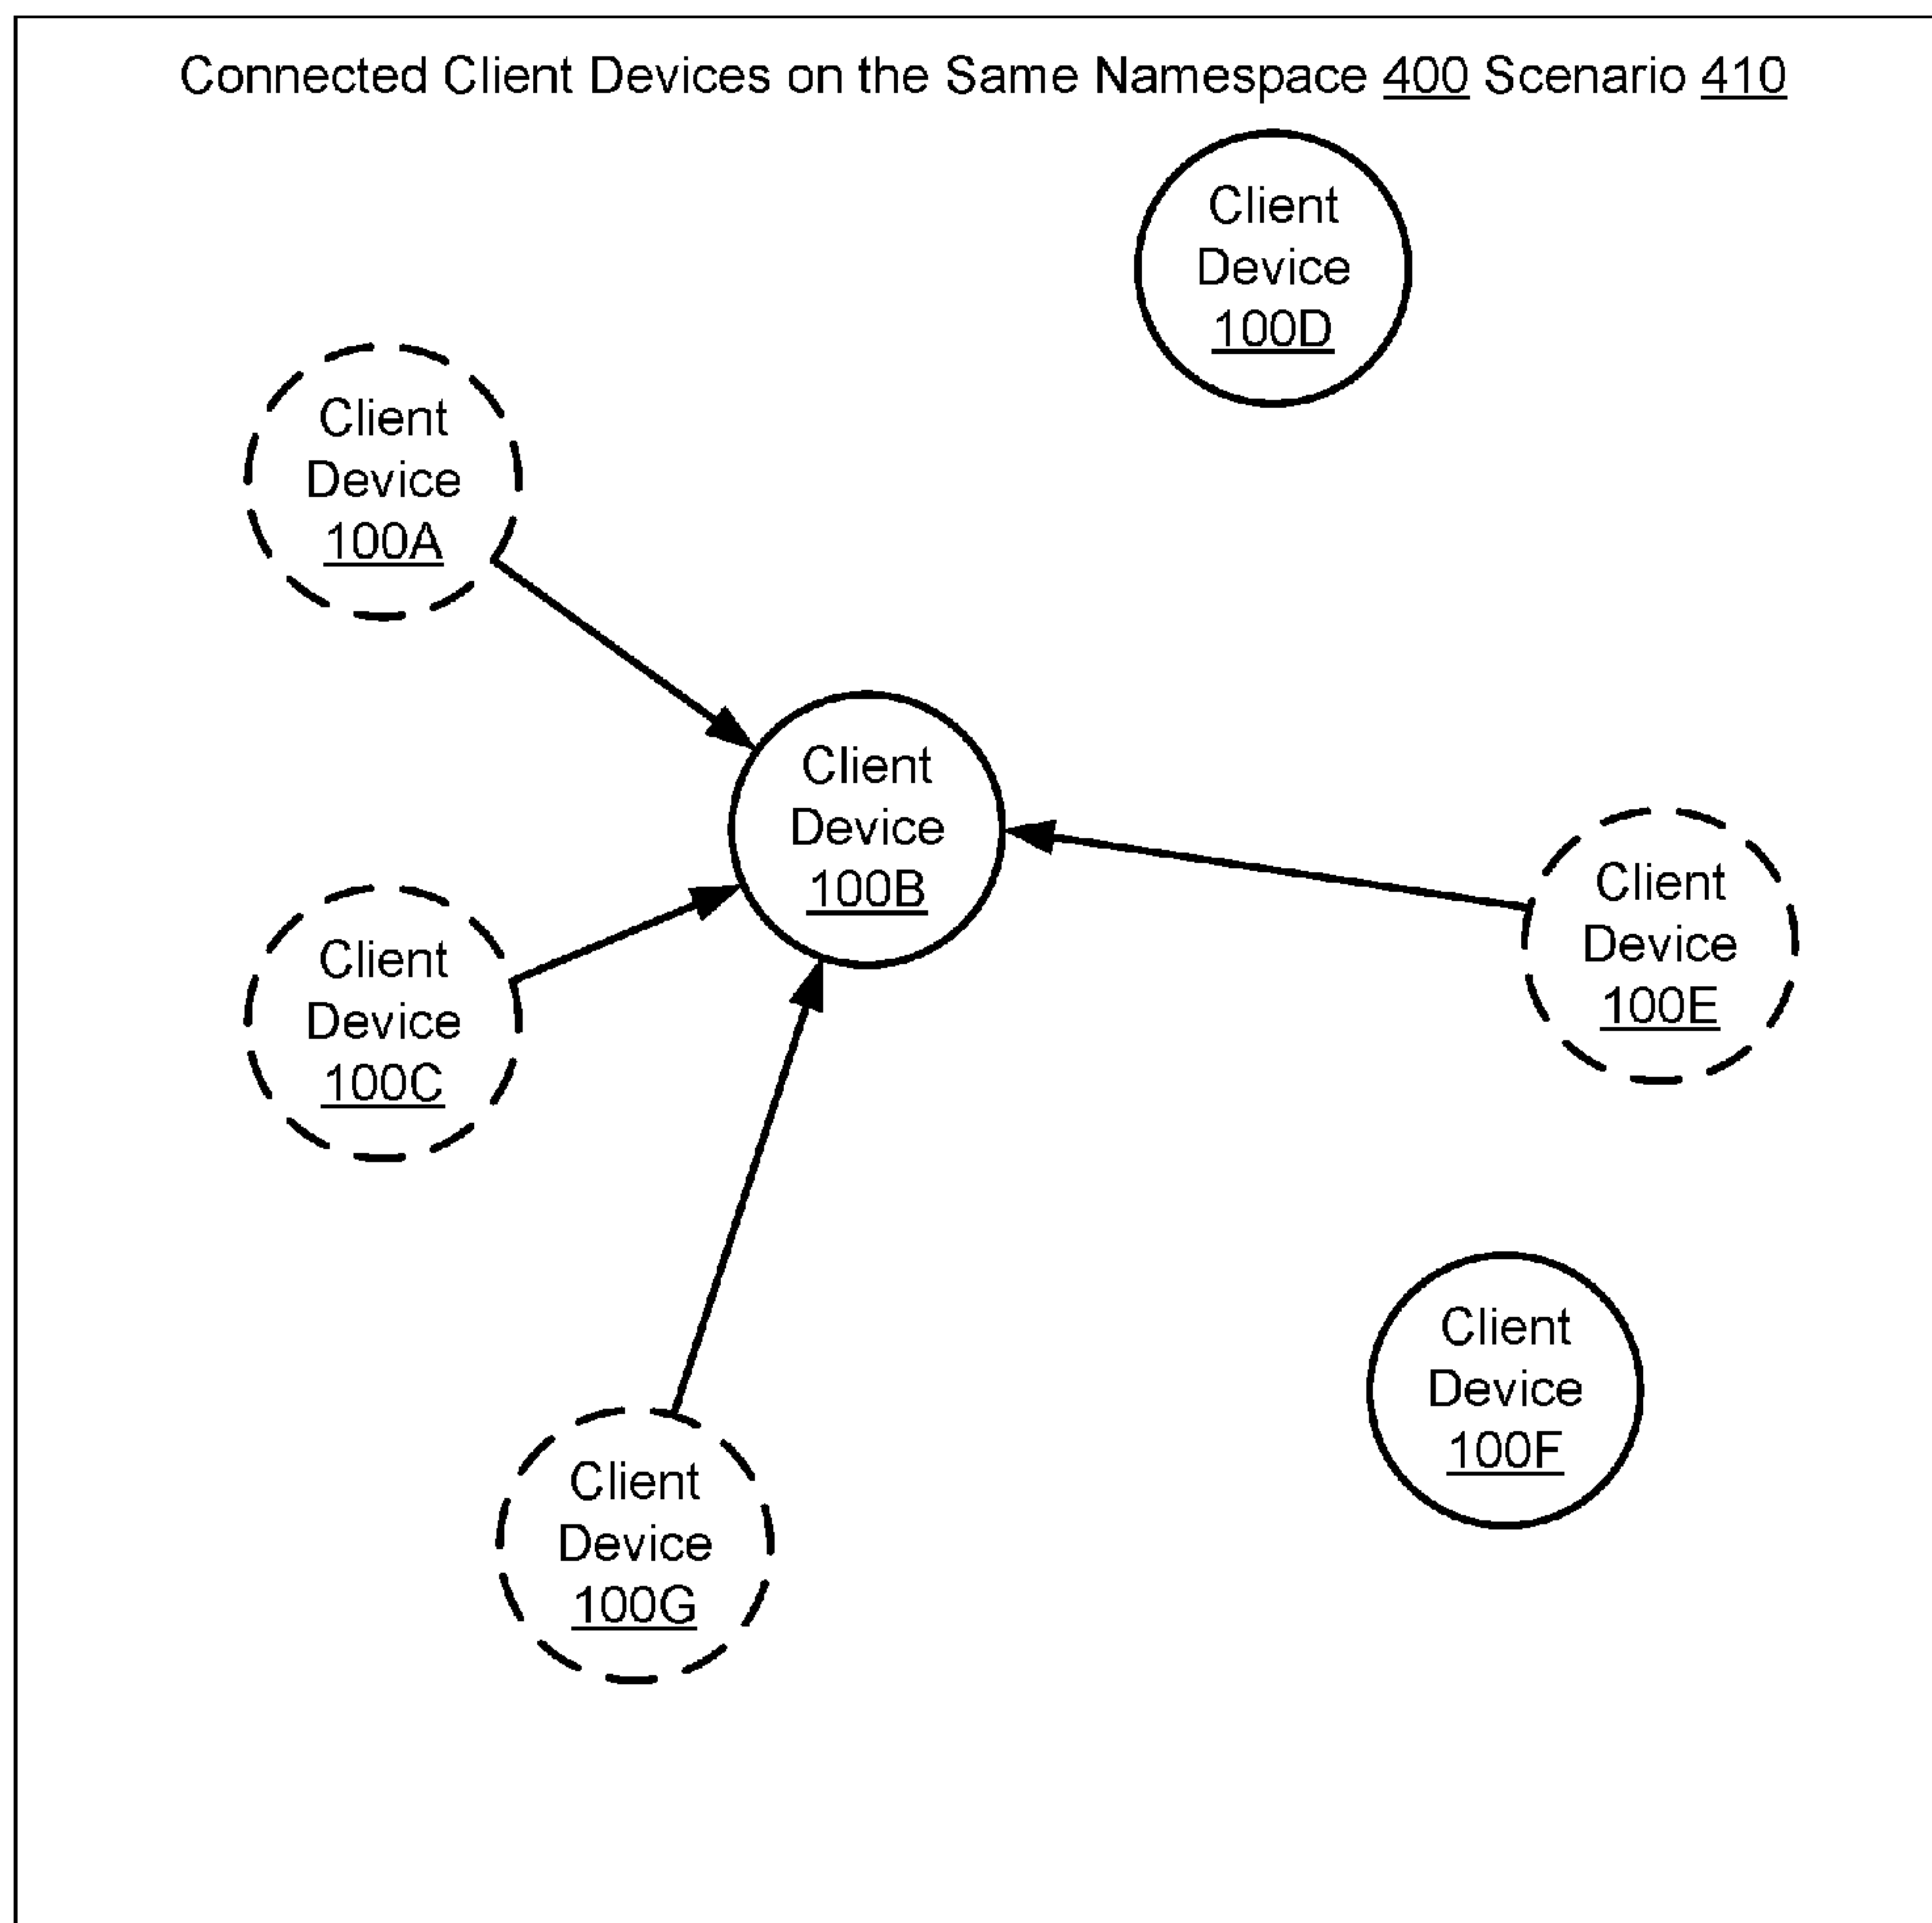 Connected Client Devices on the Same Namespace 400 Scenario 410
Client
Device
100D
Client
Device
100A
Client
Device
100B
Client
Device
100E
Client
Device
100C
Client
Device
100F
Client
Device
100G